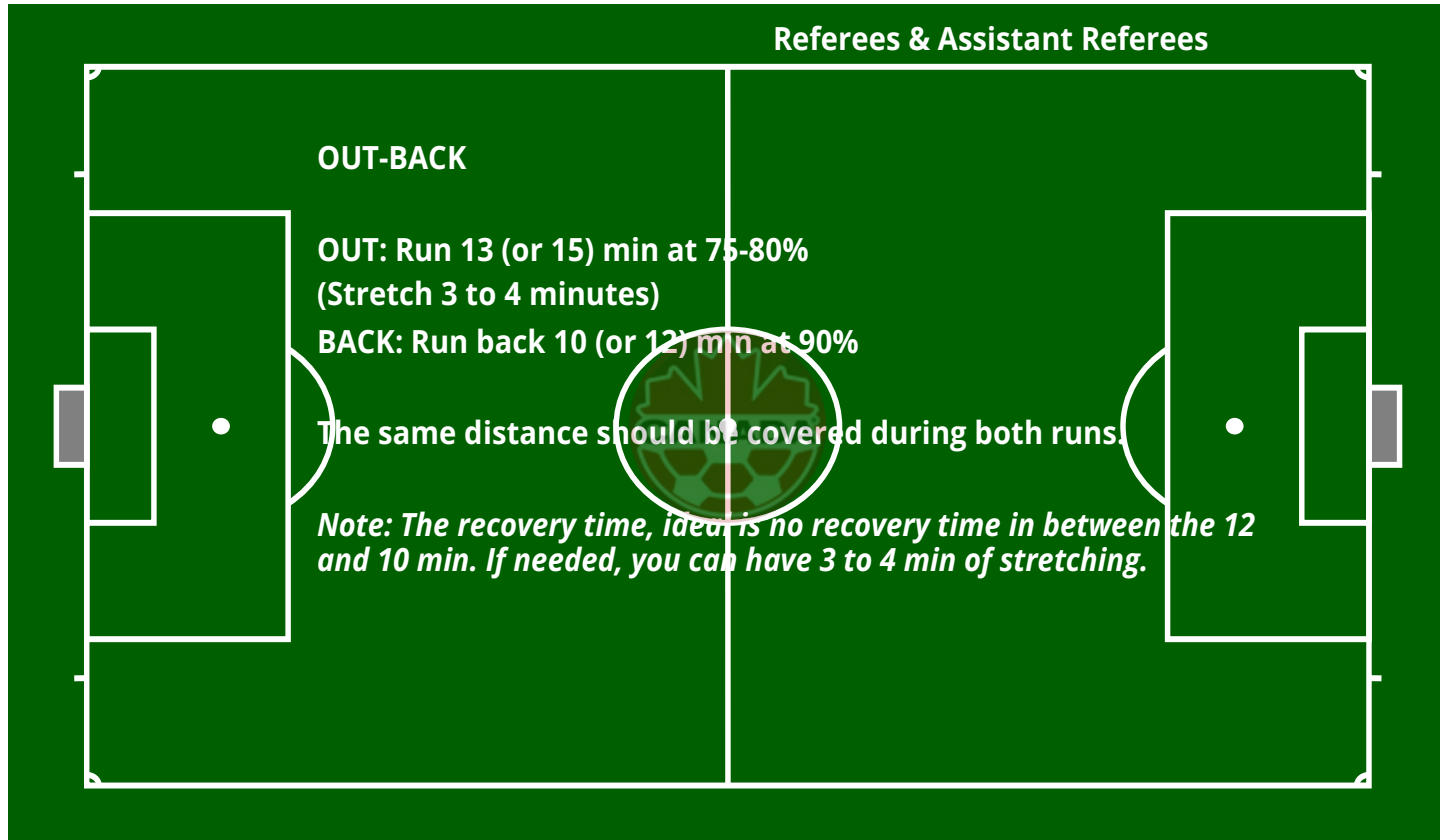 Referees & Assistant Referees
OUT-BACK
OUT: Run 13 (or 15) min at 75-80%
(Stretch 3 to 4 minutes)
BACK: Run back 10 (or 12) min at 90%
The same distance should be covered during both runs.
Note: The recovery time, ideal is no recovery time in between the 12
and 10 min. If needed, you can have 3 to 4 min of stretching.